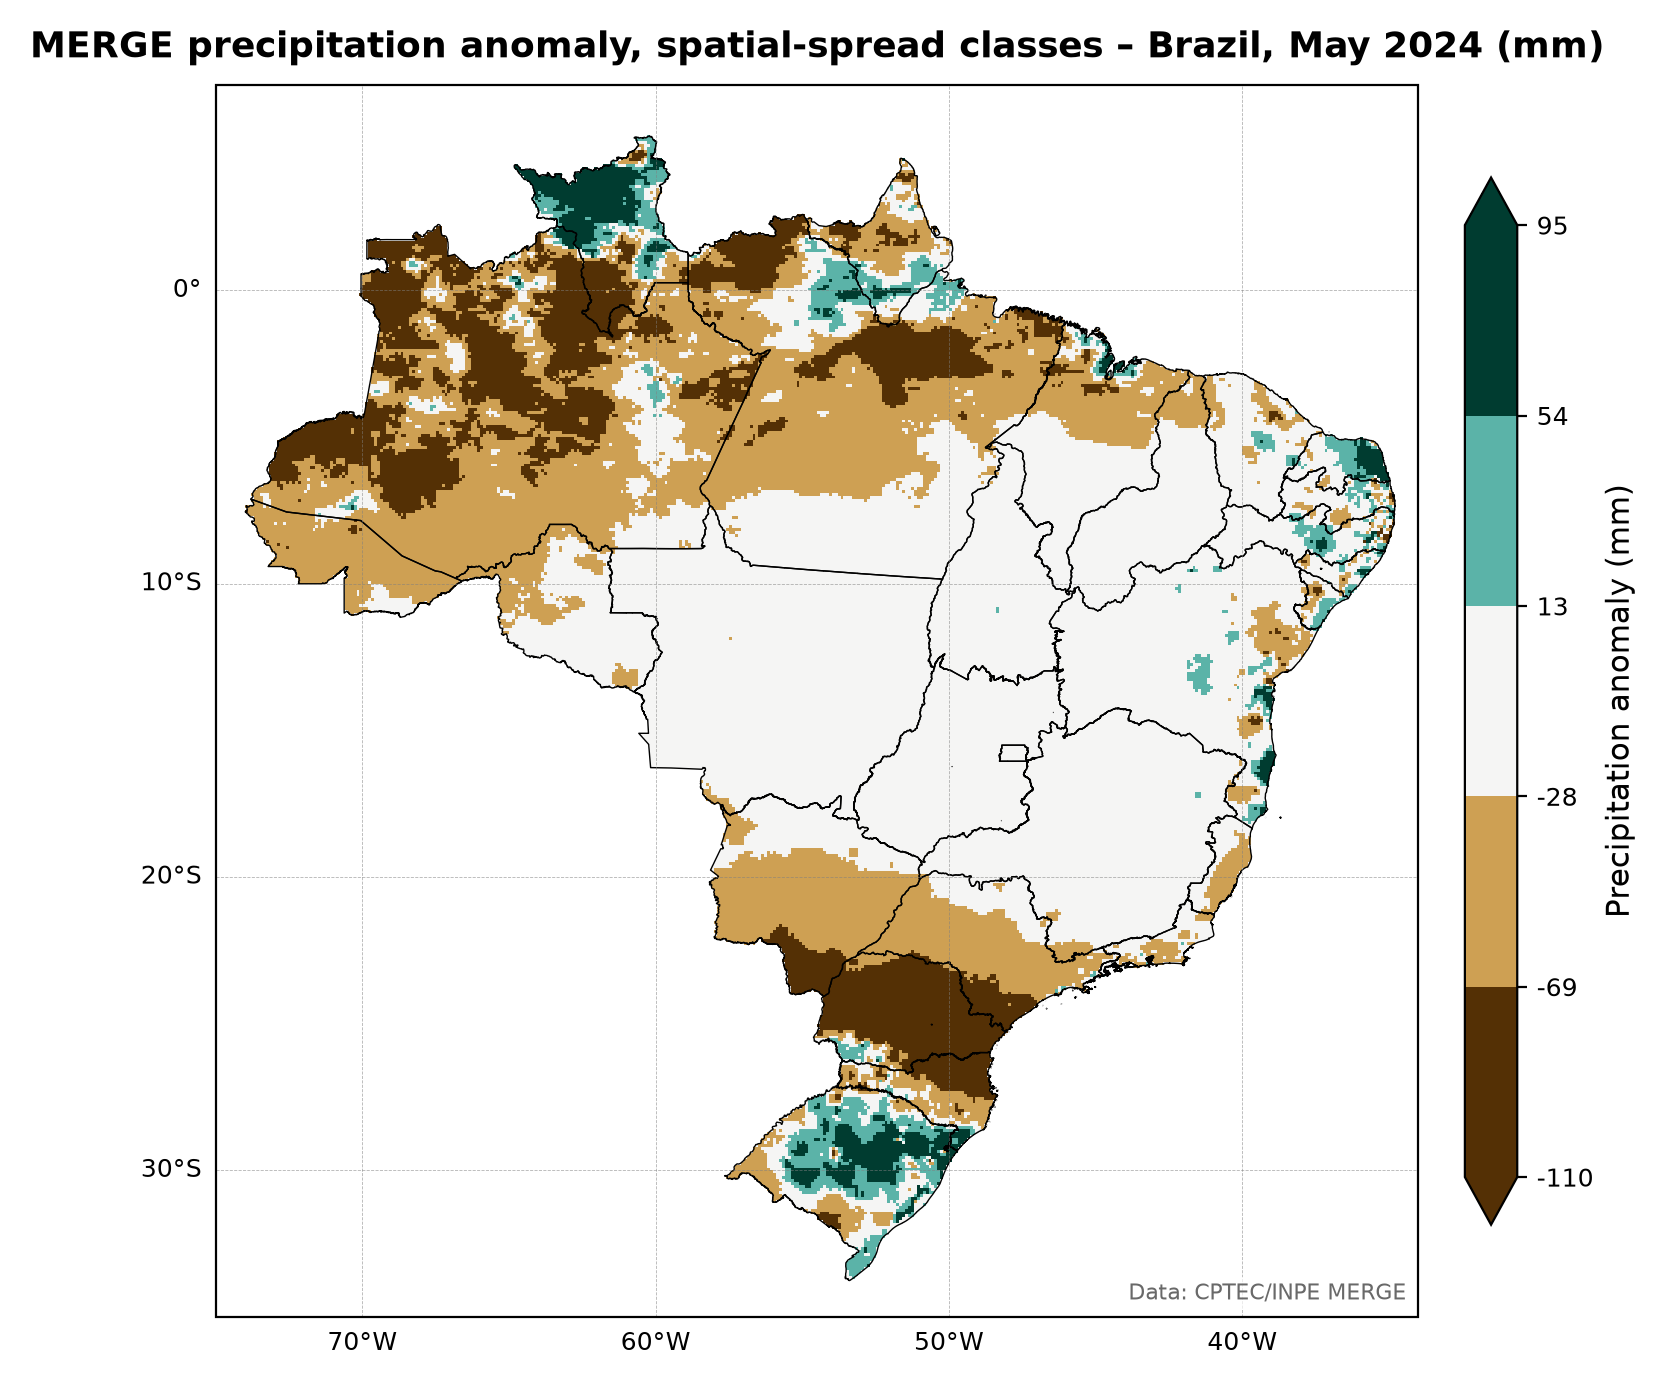 MERGE precipitation anomaly, spatial-spread classes – Brazil, May 2024 (mm)
95
54
13
-28
-69
-110
Precipitation anomaly (mm)
0°
10°S
20°S
30°S
70°W
60°W
50°W
40°W
Data: CPTEC/INPE MERGE